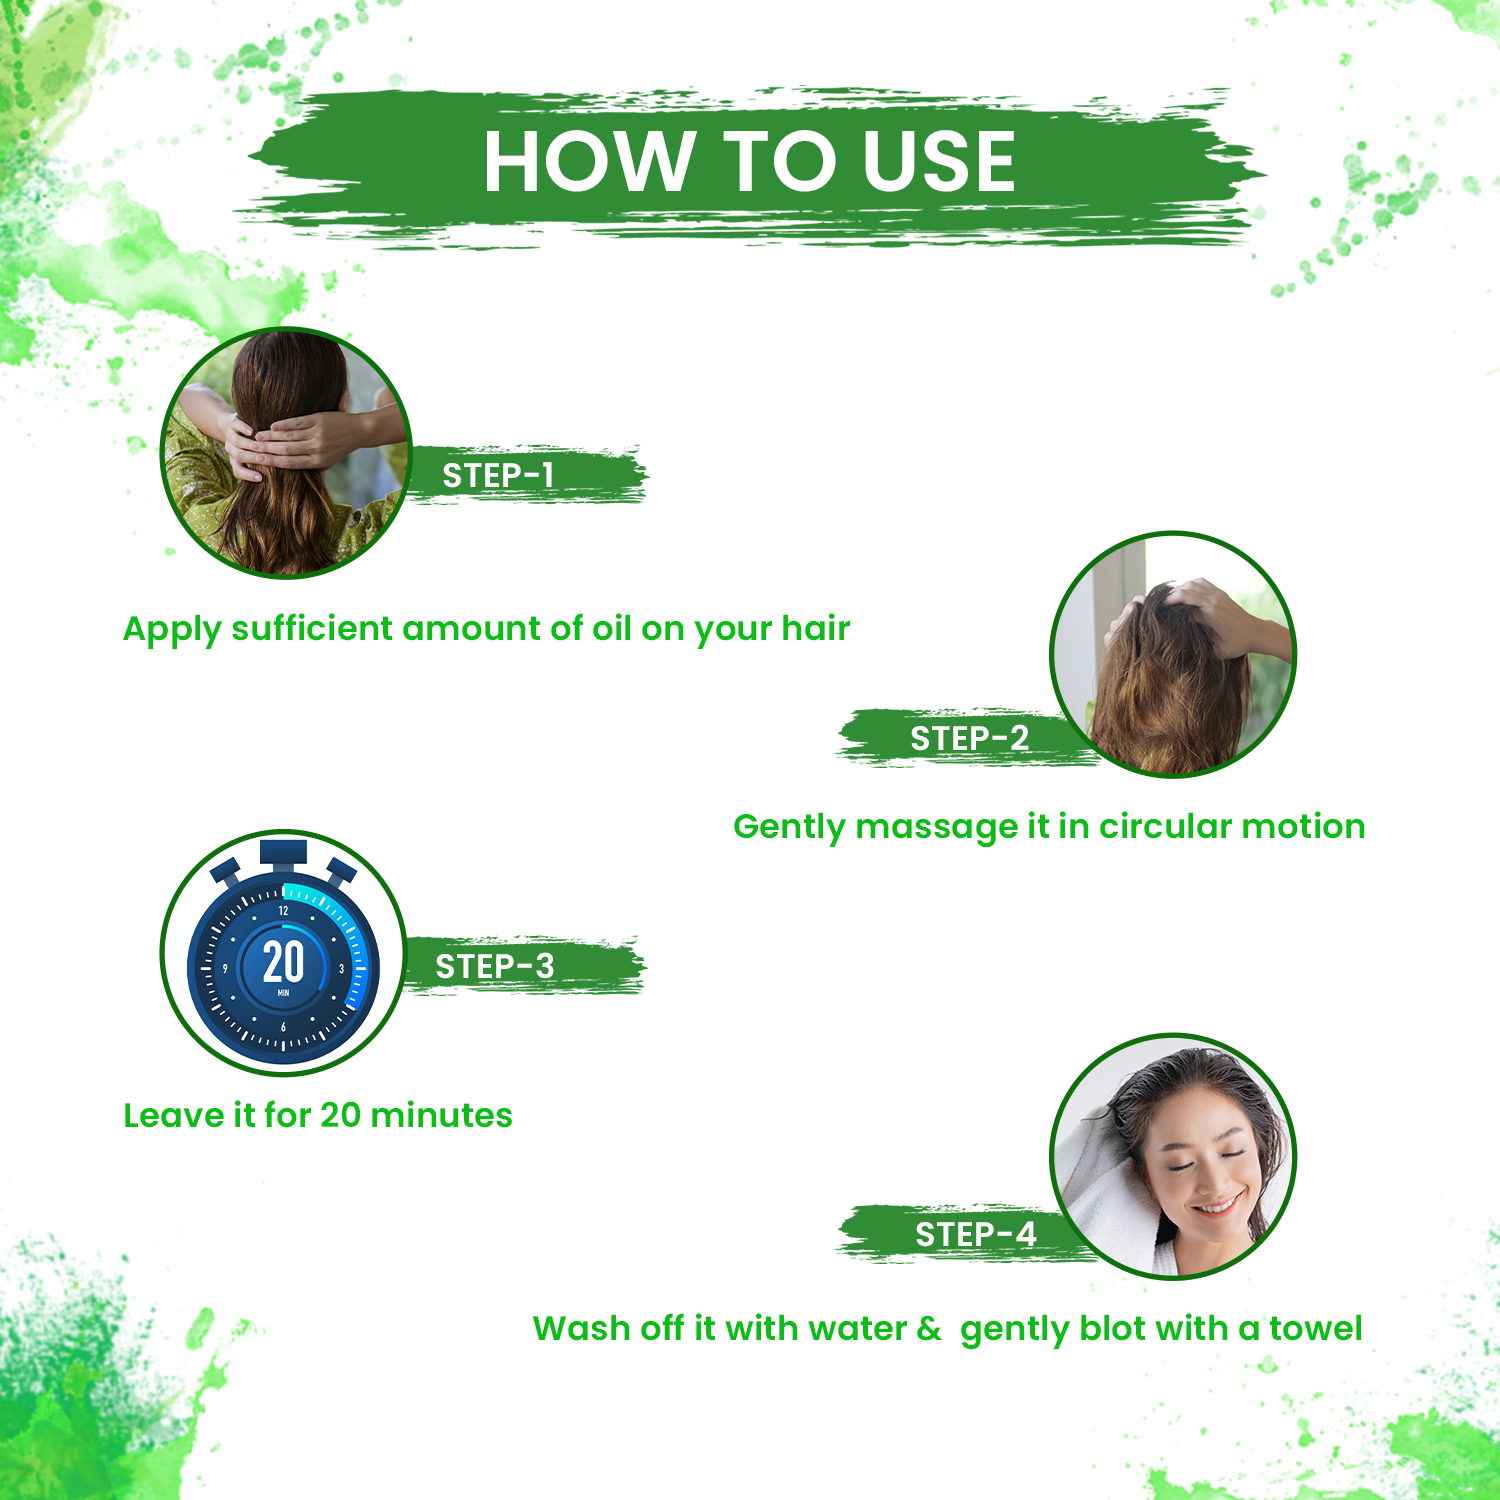 HOW TO USE
STEP-1
Apply sufficient amount of oil on your hair
STEP-2
Gently massage it in circular motion
12
20
MIN
9
3
6
STEP-3
Leave it for 20 minutes
STEP-4
Wash off it with water & gently blot with a towel